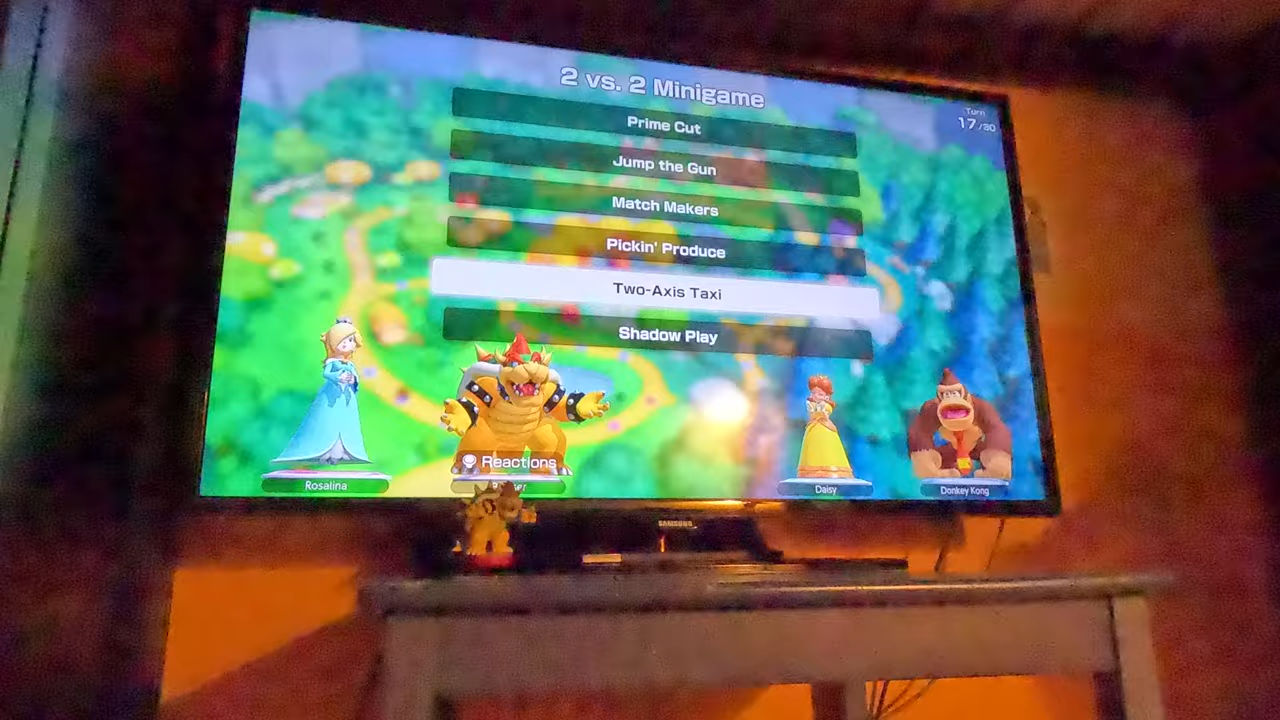 2 vs. 2 Minigame
Turn
17/30
Prime Cut
Jump the Gun
Match Makers
Pickin' Produce
Two-Axis Taxi
Shadow Play
Reactions
Rosalina
Daisy
Donkey Kong
SAMSUNG